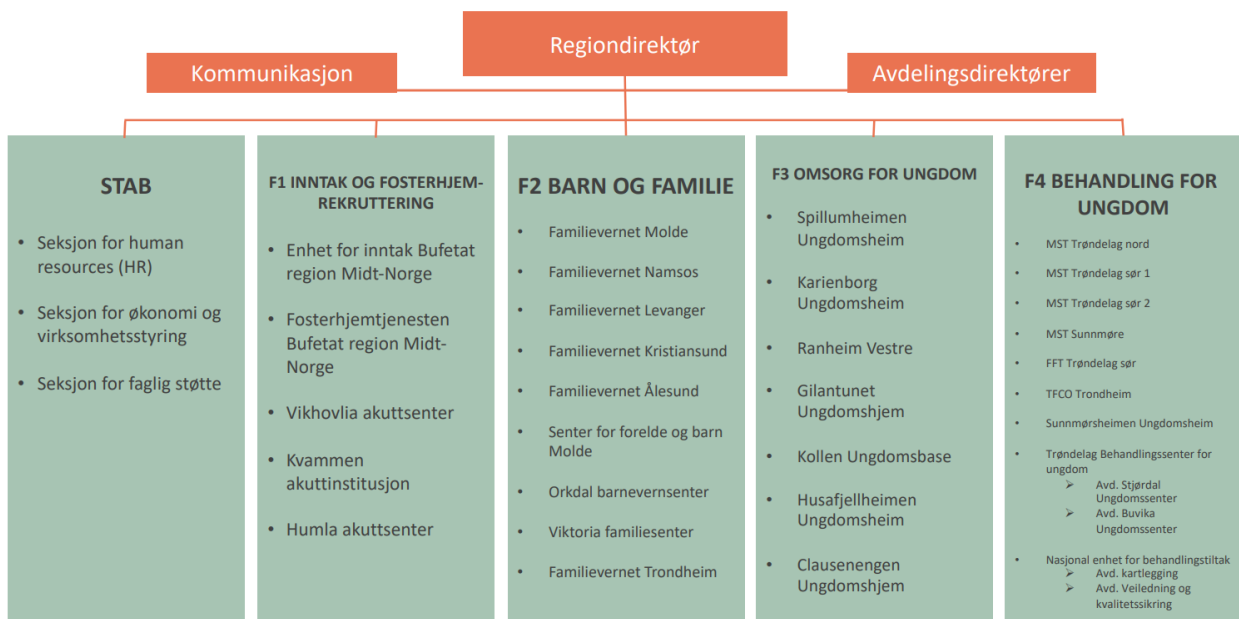 Regiondirektør
Kommunikasjon
Avdelingsdirektører
STAB
• Seksjon for human
resources (HR)
• Seksjon for økonomi og
virksomhetsstyring
• Seksjon for faglig støtte
F1 INNTAK OG FOSTERHJEM-
REKRUTTERING
• Enhet for inntak Bufetat
region Midt-Norge
• Fosterhjemtjenesten
Bufetat region Midt-
Norge
• Vikhovlia akuttsenter
• Kvammen
akuttinstitusjon
• Humla akuttsenter
F2 BARN OG FAMILIE
• Familievernet Molde
• Familievernet Namsos
• Familievernet Levanger
• Familievernet Kristiansund
• Familievernet Ålesund
• Senter for forelde og barn
Molde
• Orkdal barnevernsenter
• Viktoria familiesenter
• Familievernet Trondheim
F3 OMSORG FOR UNGDOM
• Spillumheimen
Ungdomsheim
• Karienborg
Ungdomsheim
• Ranheim Vestre
• Gilantunet
Ungdomshjem
• Kollen Ungdomsbase
• Husafjellheimen
Ungdomsheim
• Clausenengen
Ungdomshjem
F4 BEHANDLING FOR
UNGDOM
• MST Trøndelag nord
• MST Trøndelag sør 1
• MST Trøndelag sør 2
• MST Sunnmøre
• FFT Trøndelag sør
• TFCO Trondheim
• Sunnmørsheimen Ungdomsheim
• Trøndelag Behandlingssenter for
ungdom
➢ Avd. Stjørdal
Ungdomssenter
➢ Avd. Buvika
Ungdomssenter
• Nasjonal enhet for behandlingstiltak
➢ Avd. kartlegging
➢ Avd. Veiledning og
kvalitetssikring